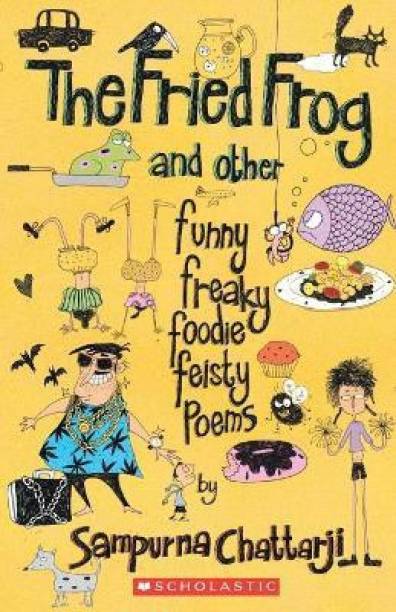 The Fried Frog
and other
funny
freaky
foodie
feisty
Poems
by
Sampurna Chattarji
SCHOLASTIC